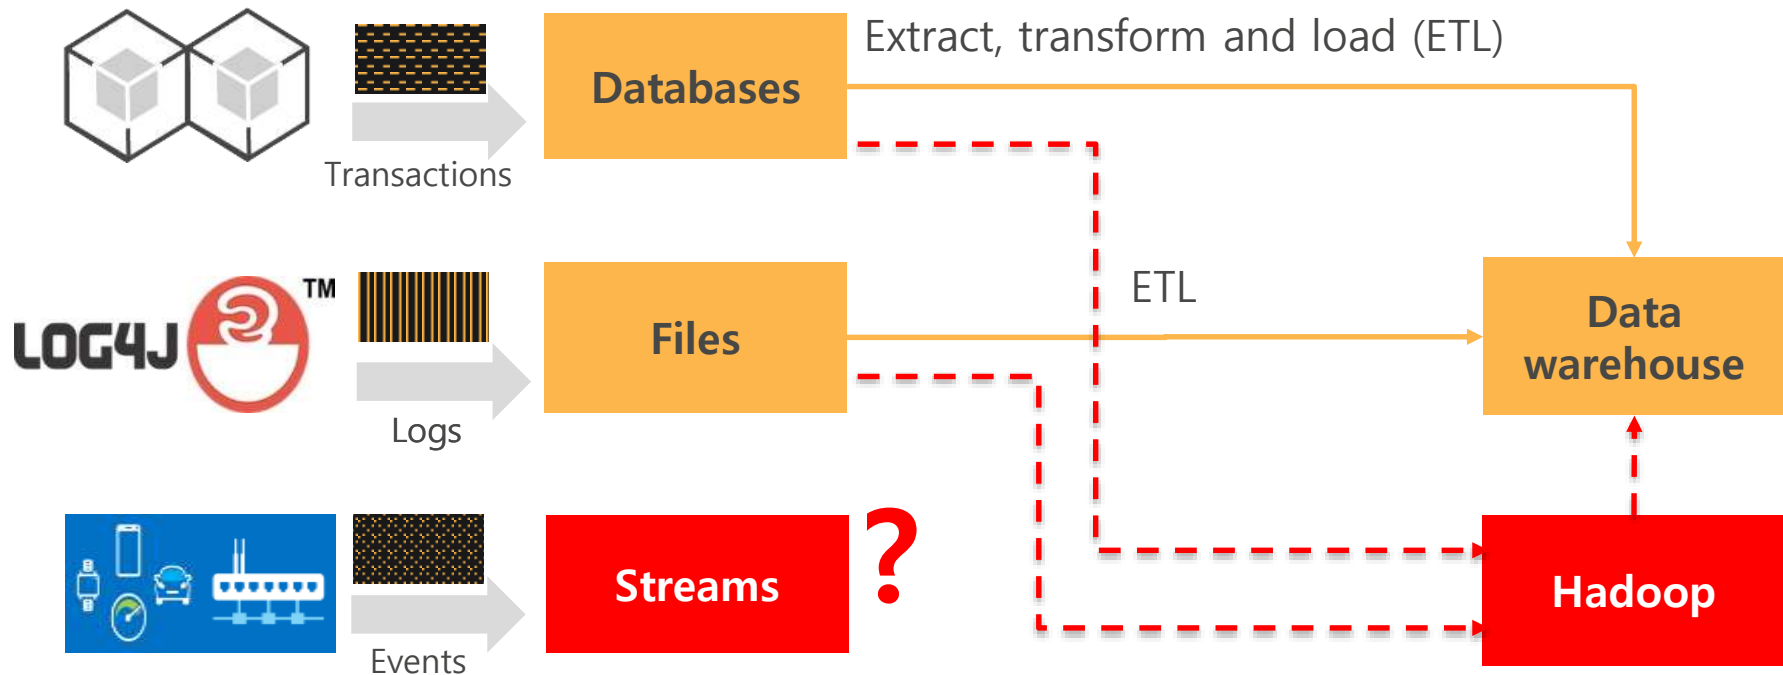 Extract, transform and load (ETL)
Databases
Transactions
TM
LOG4J
Files
ETL
Data
warehouse
Logs
Streams
?
Hadoop
Events